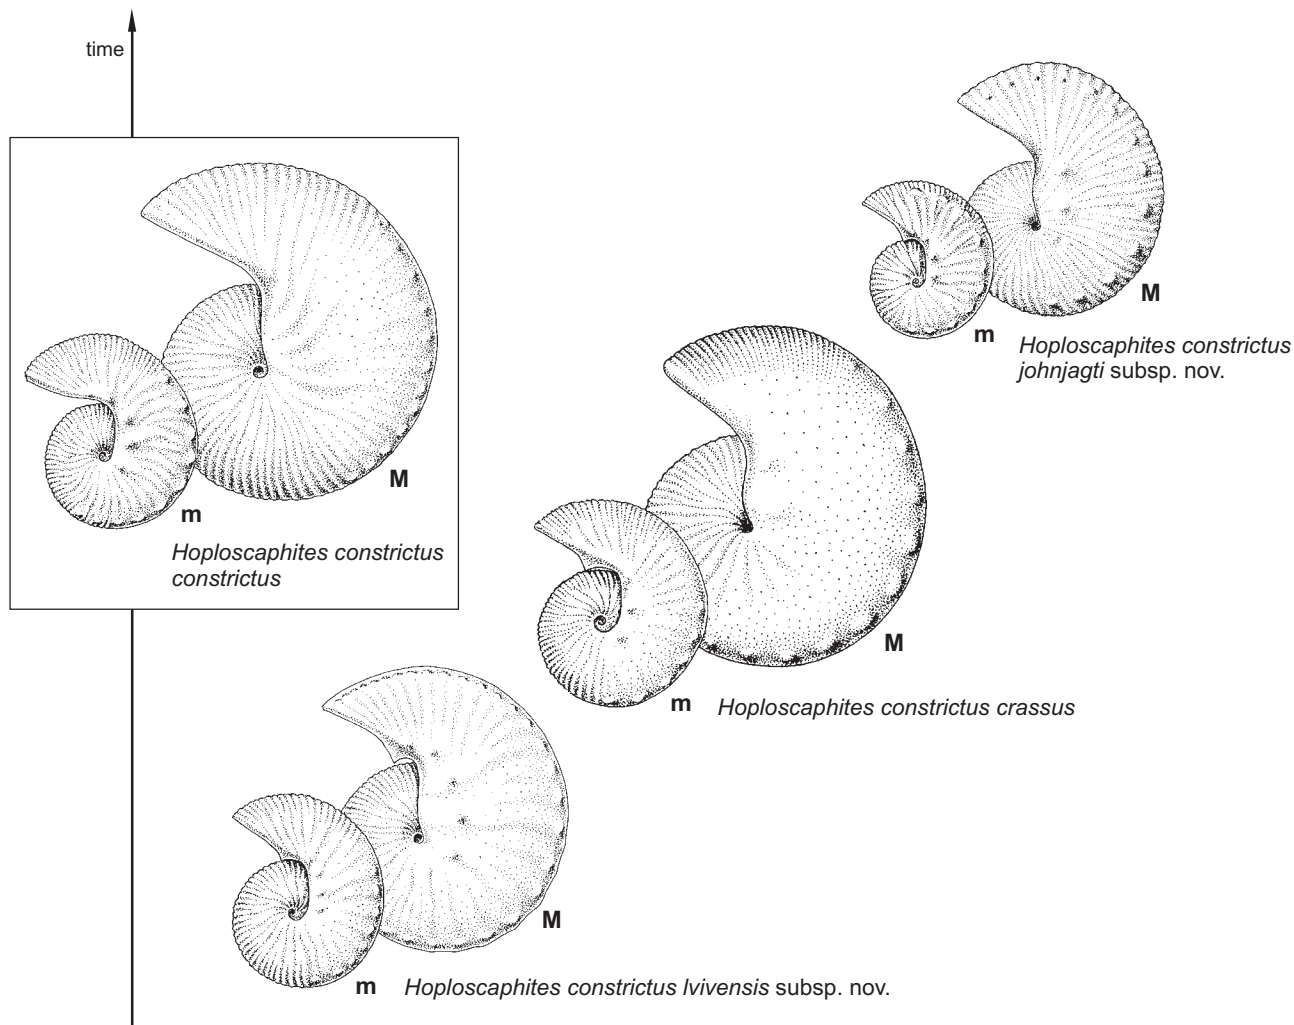 time
M
m
Hoploscaphites constrictus
johnjagti subsp. nov.
M
m
Hoploscaphites constrictus
constrictus
M
m
Hoploscaphites constrictus crassus
M
m
Hoploscaphites constrictus lvivensis subsp. nov.